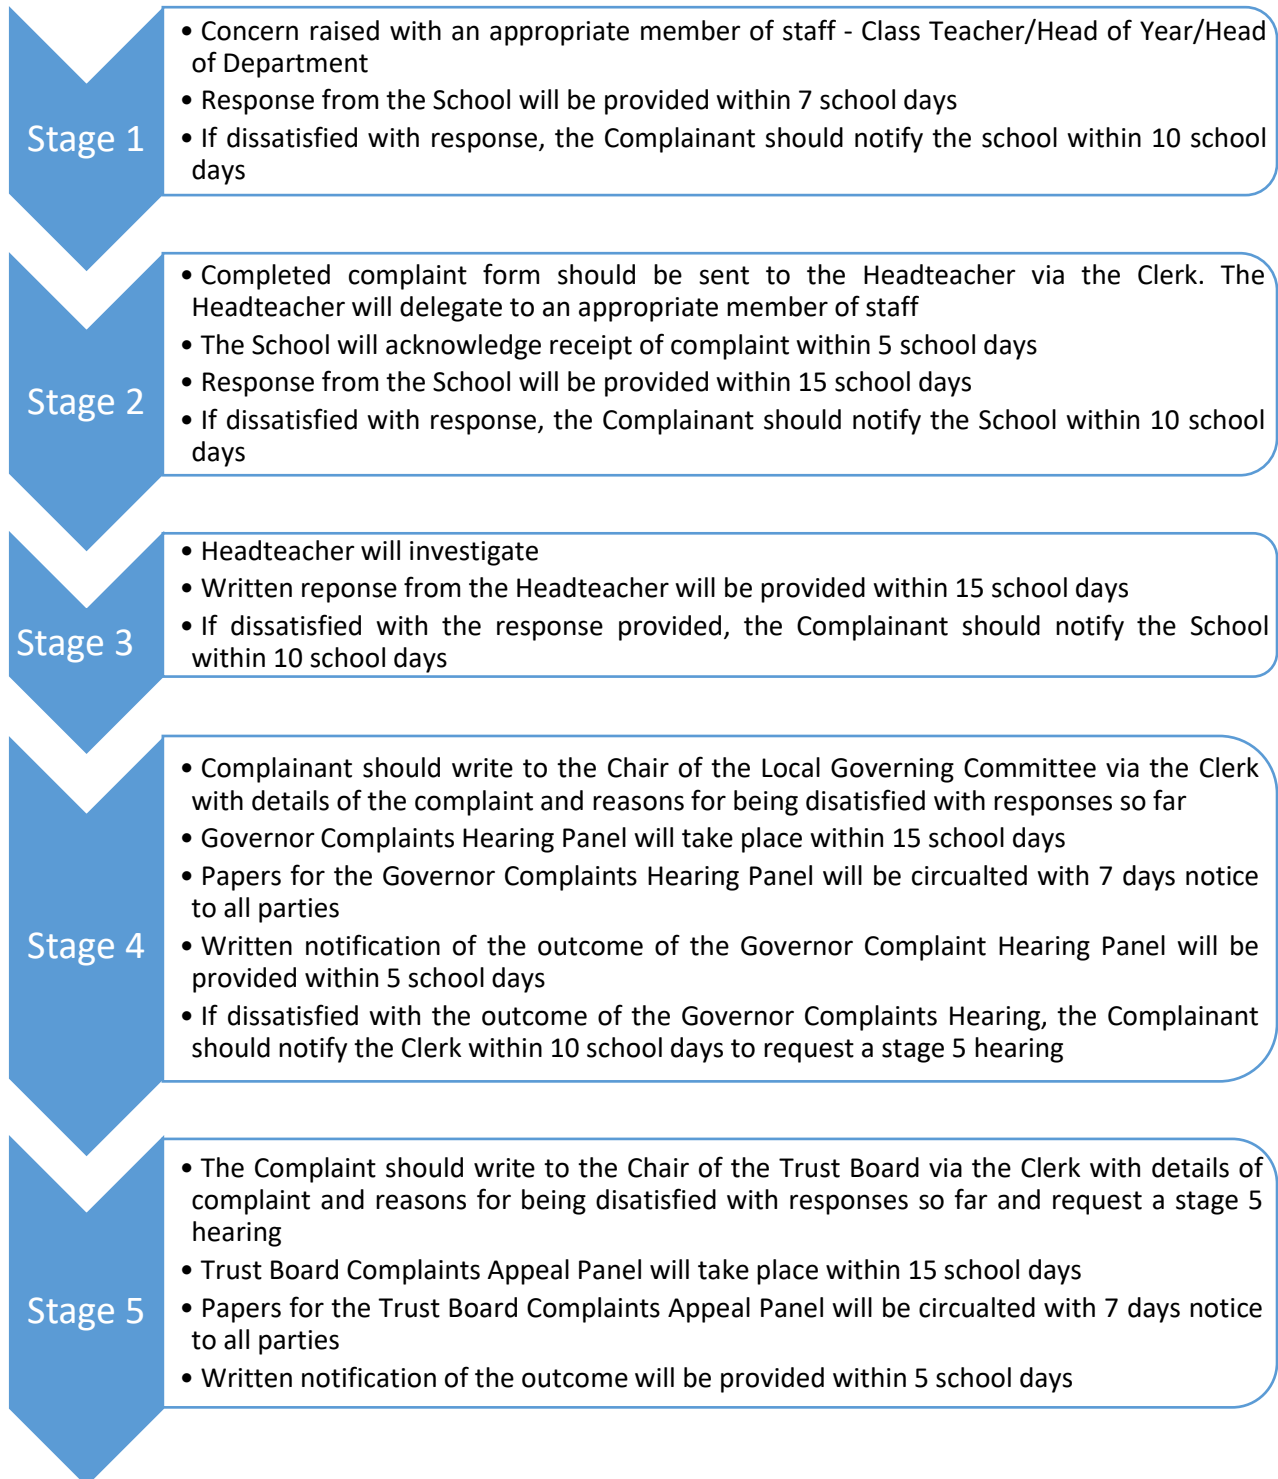 Stage 1
• Concern raised with an appropriate member of staff - Class Teacher/Head of Year/Head
of Department
• Response from the School will be provided within 7 school days
• If dissatisfied with response, the Complainant should notify the school within 10 school
days
Stage 2
• Completed complaint form should be sent to the Headteacher via the Clerk. The
Headteacher will delegate to an appropriate member of staff
• The School will acknowledge receipt of complaint within 5 school days
• Response from the School will be provided within 15 school days
• If dissatisfied with response, the Complainant should notify the School within 10 school
days
Stage 3
• Headteacher will investigate
• Written reponse from the Headteacher will be provided within 15 school days
• If dissatisfied with the response provided, the Complainant should notify the School
within 10 school days
Stage 4
• Complainant should write to the Chair of the Local Governing Committee via the Clerk
with details of the complaint and reasons for being disatisfied with responses so far
• Governor Complaints Hearing Panel will take place within 15 school days
• Papers for the Governor Complaints Hearing Panel will be circualted with 7 days notice
to all parties
• Written notification of the outcome of the Governor Complaint Hearing Panel will be
provided within 5 school days
• If dissatisfied with the outcome of the Governor Complaints Hearing, the Complainant
should notify the Clerk within 10 school days to request a stage 5 hearing
Stage 5
• The Complaint should write to the Chair of the Trust Board via the Clerk with details of
complaint and reasons for being disatisfied with responses so far and request a stage 5
hearing
• Trust Board Complaints Appeal Panel will take place within 15 school days
• Papers for the Trust Board Complaints Appeal Panel will be circualted with 7 days notice
to all parties
• Written notification of the outcome will be provided within 5 school days